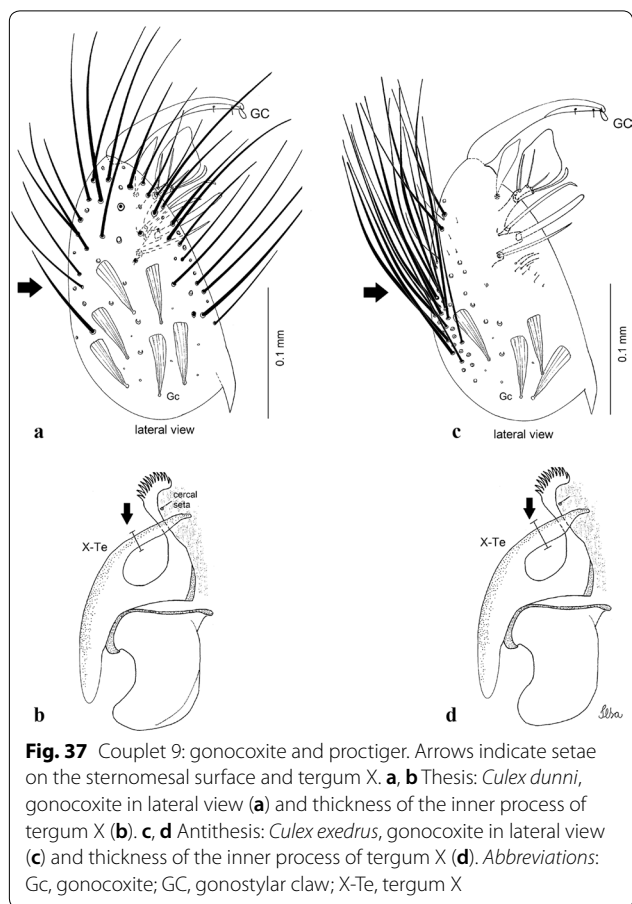 GC
0.1 mm
Gc
a
lateral view
GC
0.1 mm
Gc
c
lateral view
cercal
seta
X-Te
b
X-Te
d
Ilsa
Fig. 37 Couplet 9: gonocoxite and proctiger. Arrows indicate setae
on the sternomesal surface and tergum X. a, b Thesis: Culex dunni,
gonocoxite in lateral view (a) and thickness of the inner process of
tergum X (b). c, d Antithesis: Culex exedrus, gonocoxite in lateral view
(c) and thickness of the inner process of tergum X (d). Abbreviations:
Gc, gonocoxite; GC, gonostylar claw; X-Te, tergum X